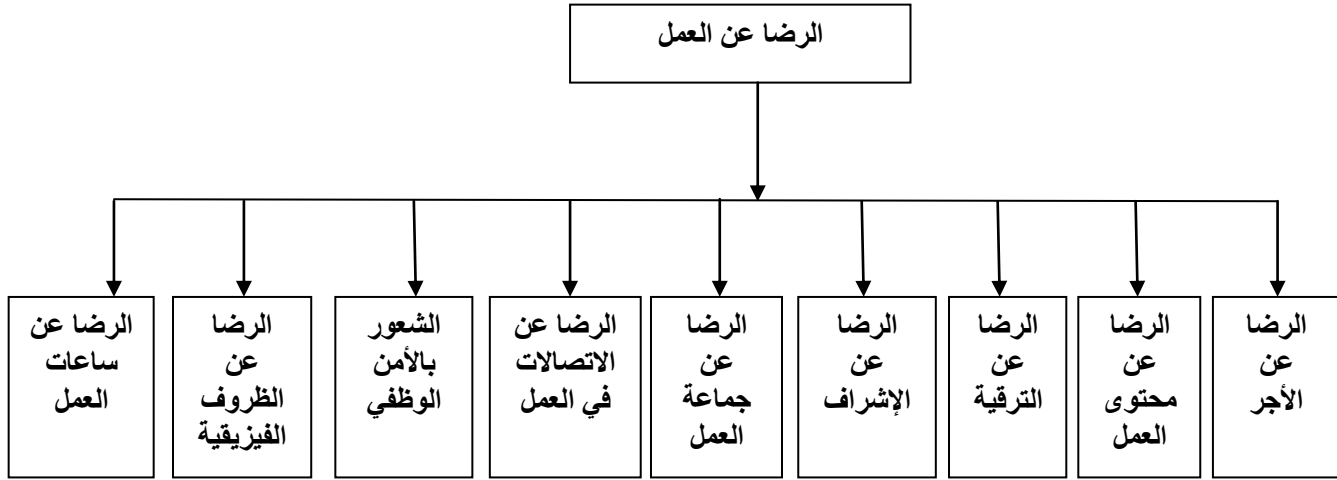 الرضا عن العمل
الرضا
عن
الأجر
الرضا
عن
محتوى
العمل
الرضا
عن
الترقية
الرضا
عن
الإشراف
الرضا
عن
جماعة
العمل
الرضا عن
الاتصالات
في العمل
الشعور
بالأمن
الوظفي
الرضا
عن
الظروف
الفيزيقية
الرضا عن
ساعات
العمل